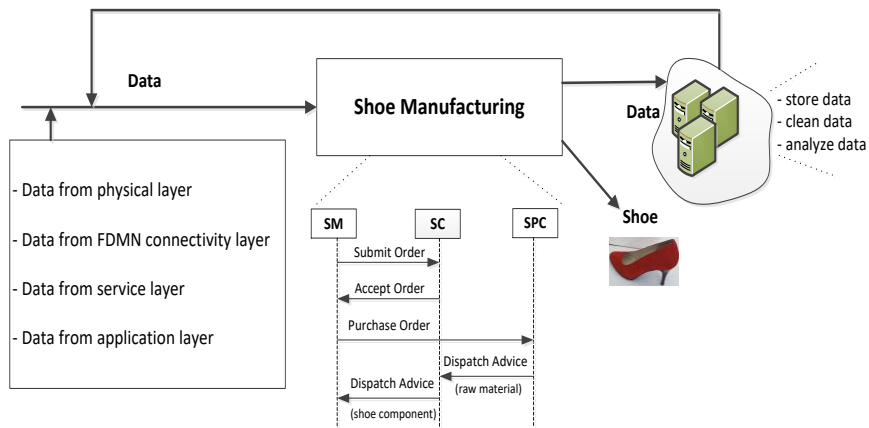 Data
Shoe Manufacturing
Data
- store data
- clean data
- analyze data
- Data from physical layer
- Data from FDMN connectivity layer
- Data from service layer
- Data from application layer
Shoe
SM
SC
SPC
Submit Order
Accept Order
Purchase Order
Dispatch Advice
(raw material)
Dispatch Advice
(shoe component)